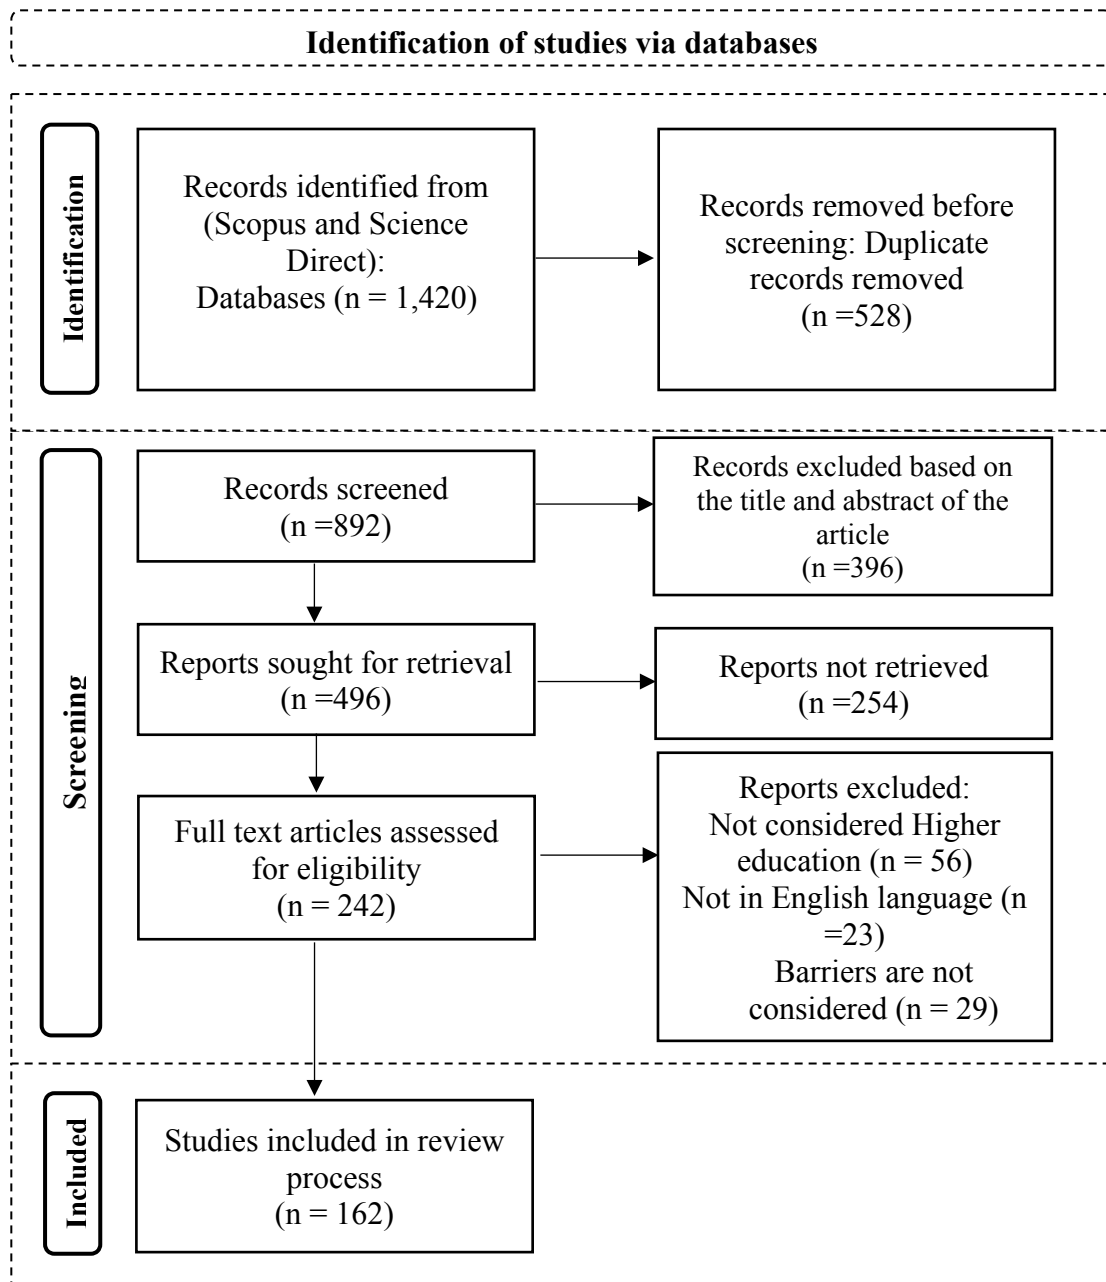 Identification of studies via databases
Identification
Records identified from
(Scopus and Science
Direct):
Databases (n = 1,420)
Records removed before
screening: Duplicate
records removed
(n =528)
Screening
Records screened
(n =892)
Records excluded based on
the title and abstract of the
article
(n =396)
Reports sought for retrieval
(n =496)
Reports not retrieved
(n =254)
Full text articles assessed
for eligibility
(n = 242)
Reports excluded:
Not considered Higher
education (n = 56)
Not in English language (n
=23)
Barriers are not
considered (n = 29)
Included
Studies included in review
process
(n = 162)